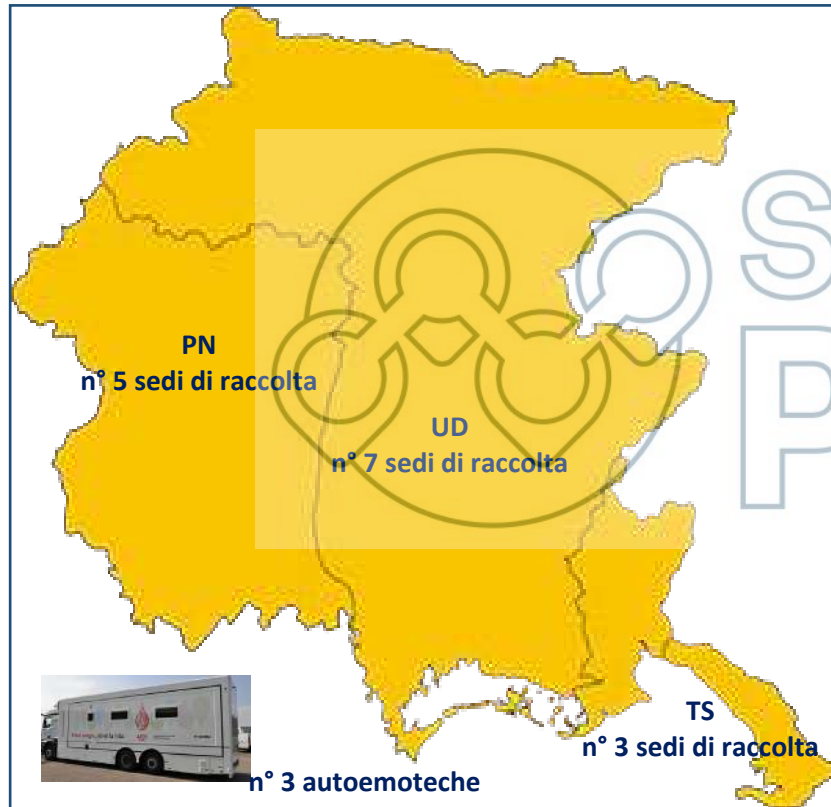 S
P
PN
n° 5 sedi di raccolta
UD
n° 7 sedi di raccolta
TS
n° 3 sedi di raccolta
n° 3 autoemoteche